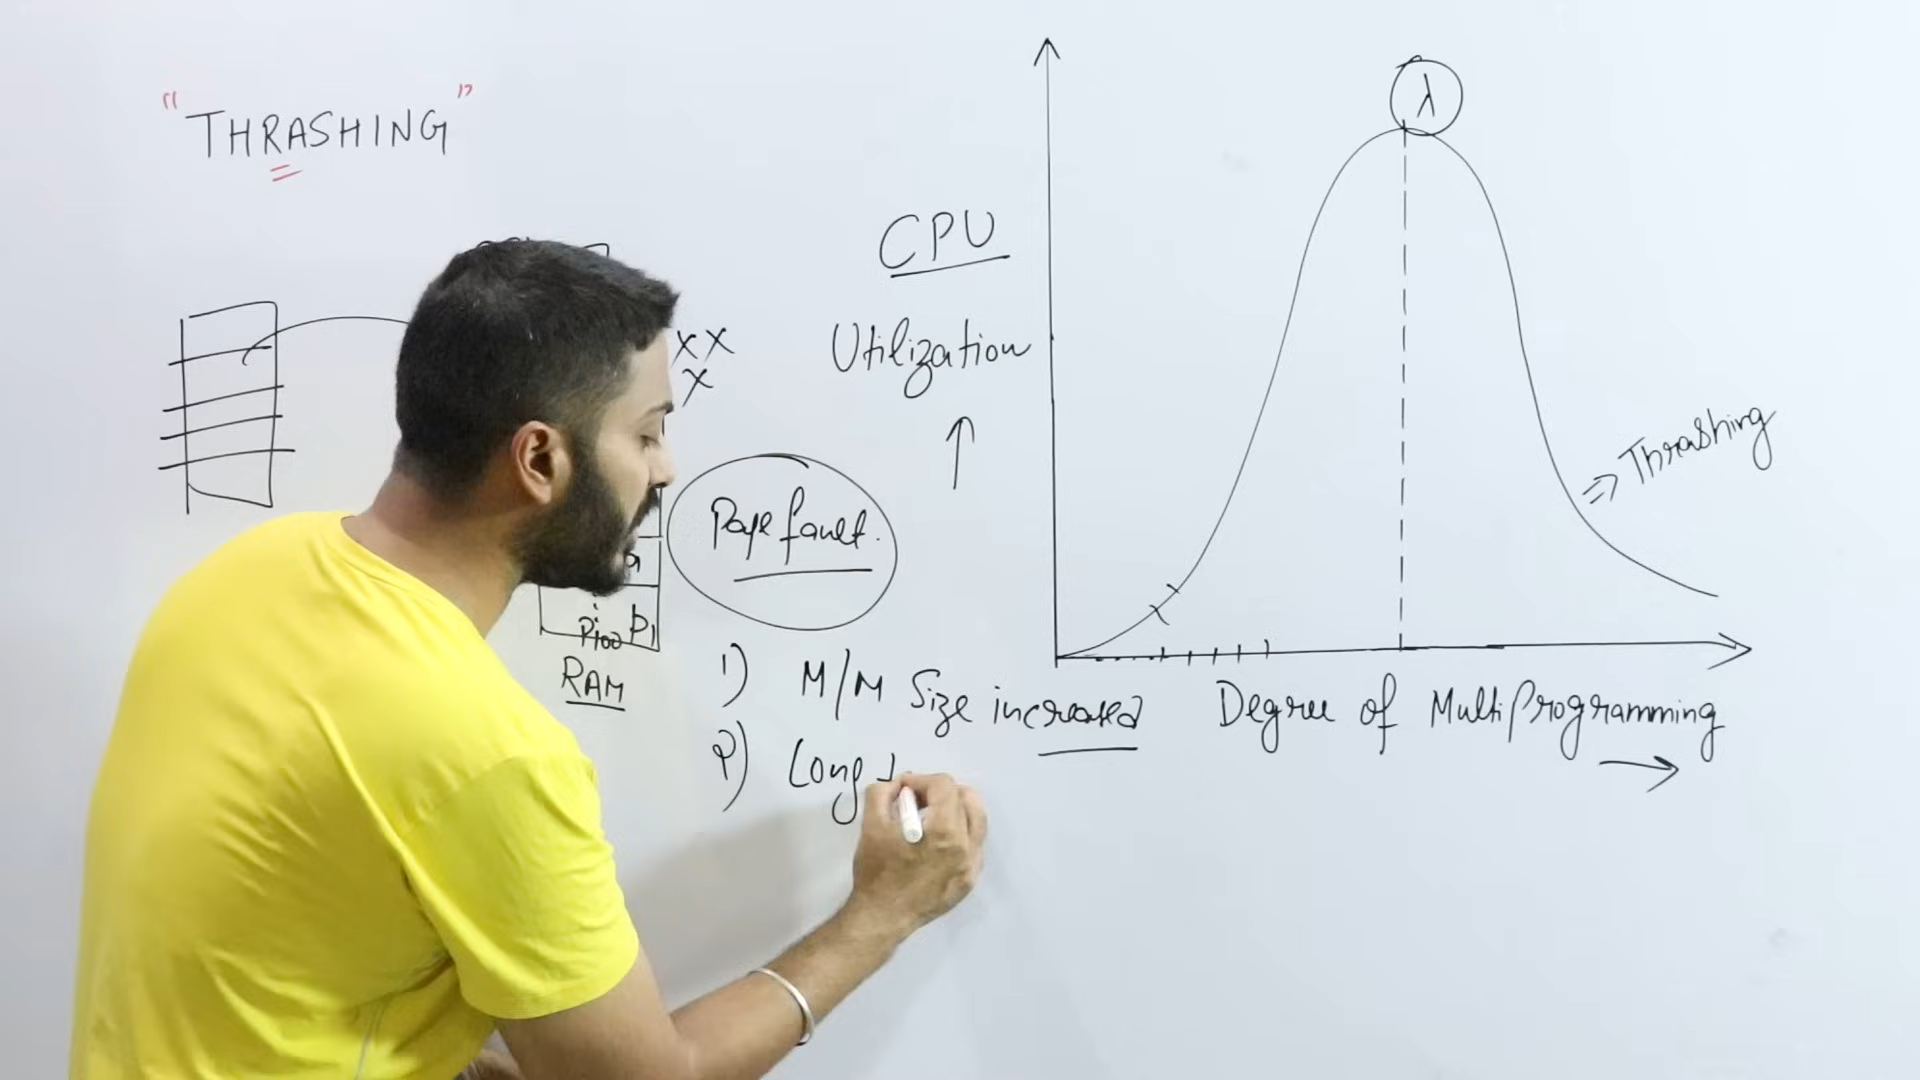 "THRASHING"
λ
CPU
Utilization
XX
X
Page fault.
⇒ Thrashing
P100 P1
RAM
1) M/M Size increased
2) Long t
Degree of MultiProgramming